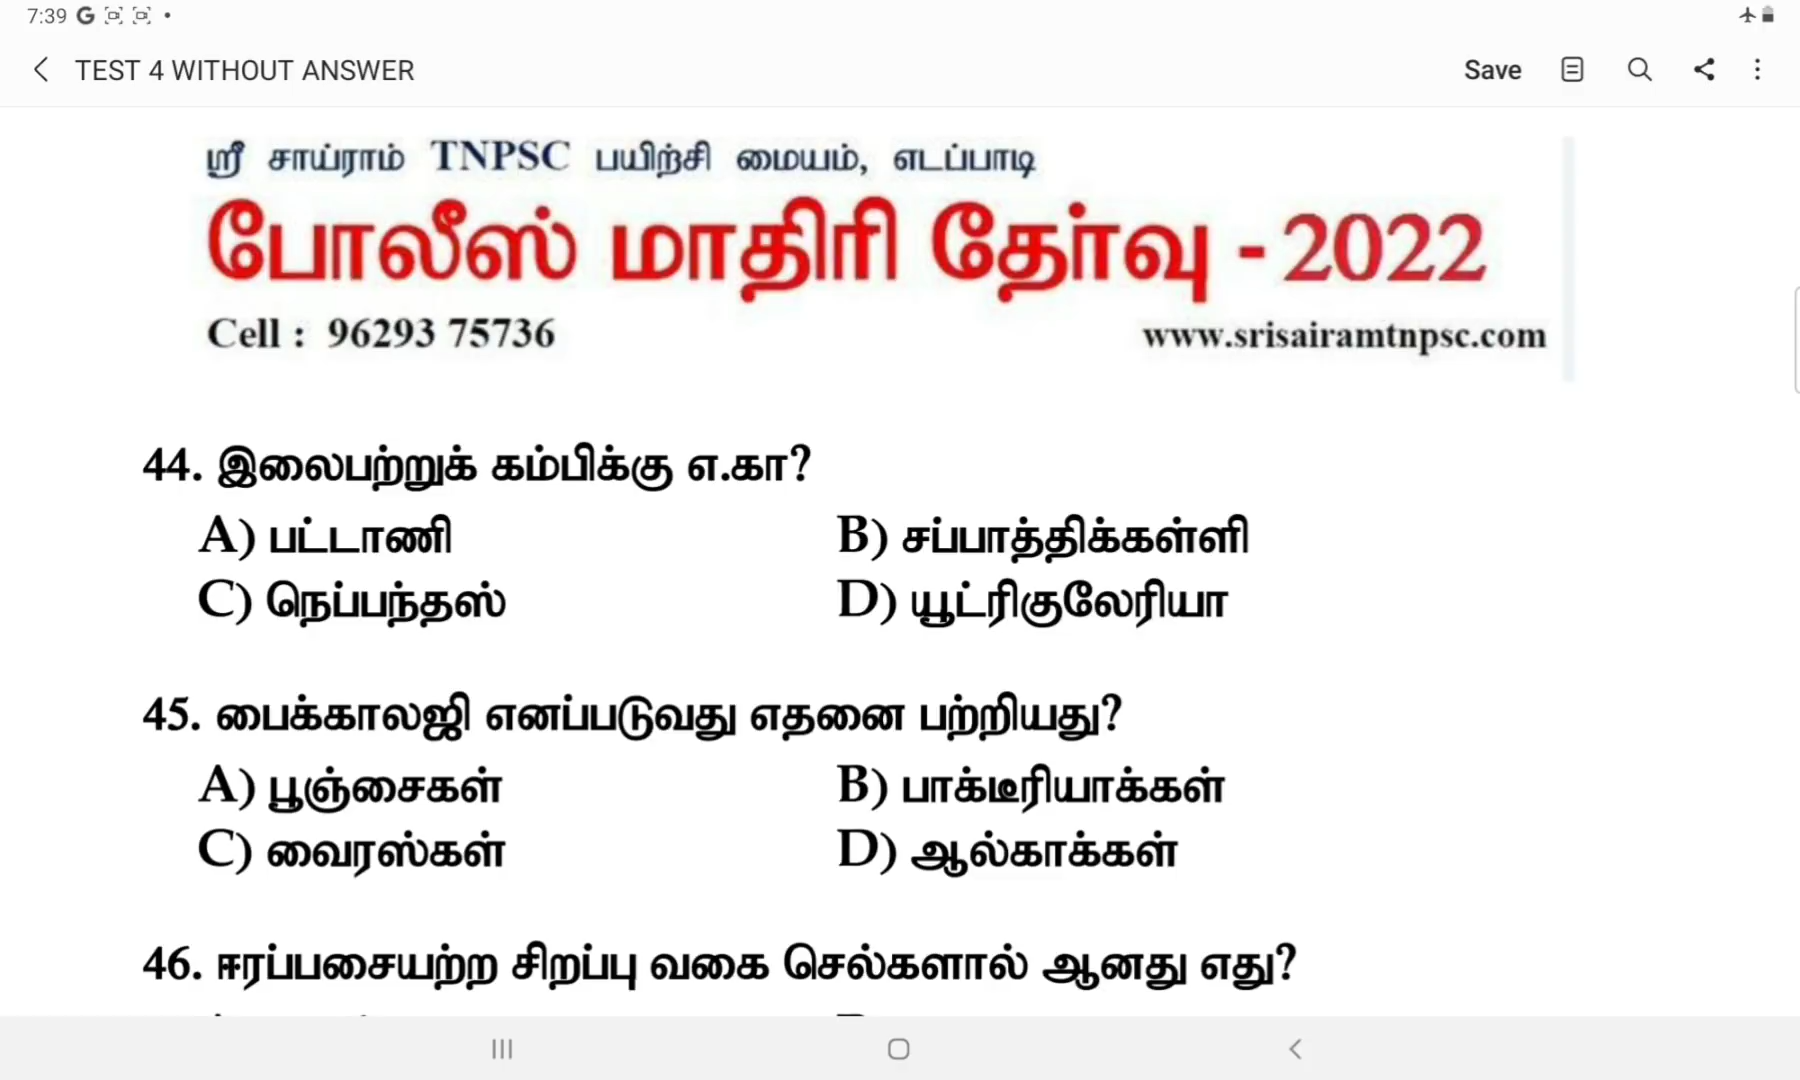 7:39 G
TEST 4 WITHOUT ANSWER
Save
ஸ்ரீ சாய்ராம் TNPSC பயிற்சி மையம், எடப்பாடி
போலீஸ் மாதிரி தேர்வு - 2022
Cell : 96293 75736
www.srisairamtnpsc.com
44. இலைபற்றுக் கம்பிக்கு எ.கா?
A) பட்டாணி
B) சப்பாத்திக்கள்ளி
C) நெப்பந்தஸ்
D) யூட்ரிகுலேரியா
45. பைக்காலஜி எனப்படுவது எதனை பற்றியது?
A) பூஞ்சைகள்
B) பாக்டீரியாக்கள்
C) வைரஸ்கள்
D) ஆல்காக்கள்
46. ஈரப்பசையற்ற சிறப்பு வகை செல்களால் ஆனது எது?